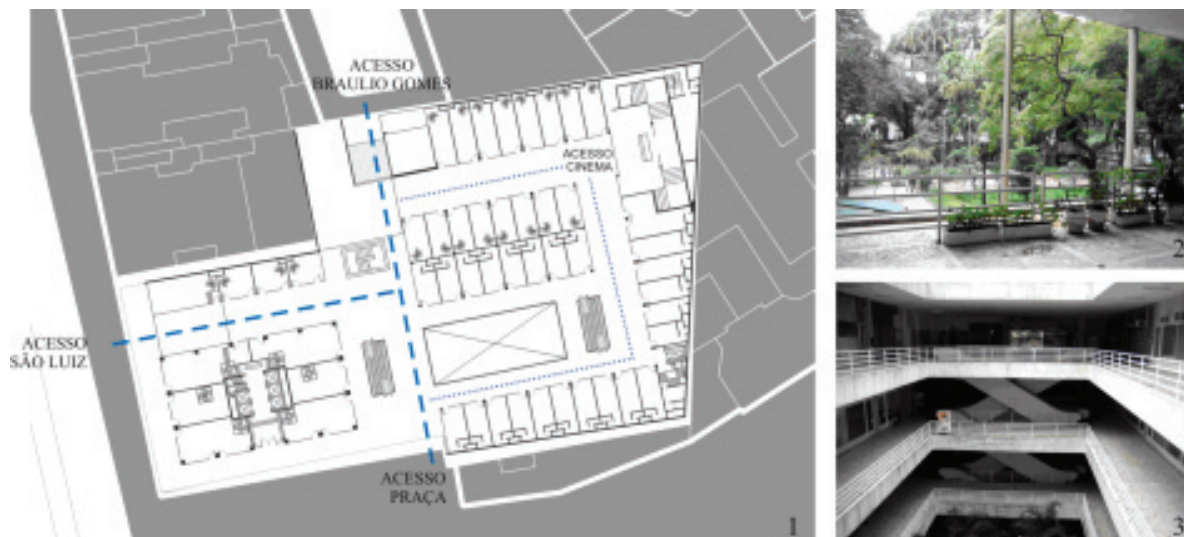 ACESSO
BRAULIO GOMES
ACESSO
CINEMA
ACESSO
SÃO LUIZ
ACESSO
PRAÇA
1
2
3